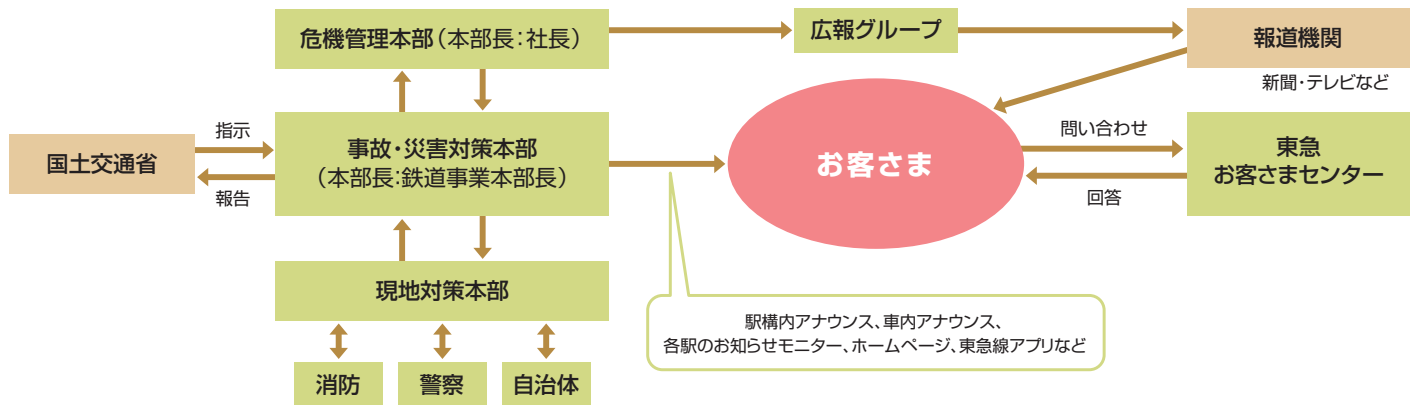 危機管理本部(本部長:社長)
広報グループ
報道機関
新聞・テレビなど
国土交通省
指示
報告
事故・災害対策本部
(本部長:鉄道事業本部長)
お客さま
問い合わせ
回答
東急
お客さまセンター
現地対策本部
駅構内アナウンス、車内アナウンス、
各駅のお知らせモニター、ホームページ、東急線アプリなど
消防
警察
自治体